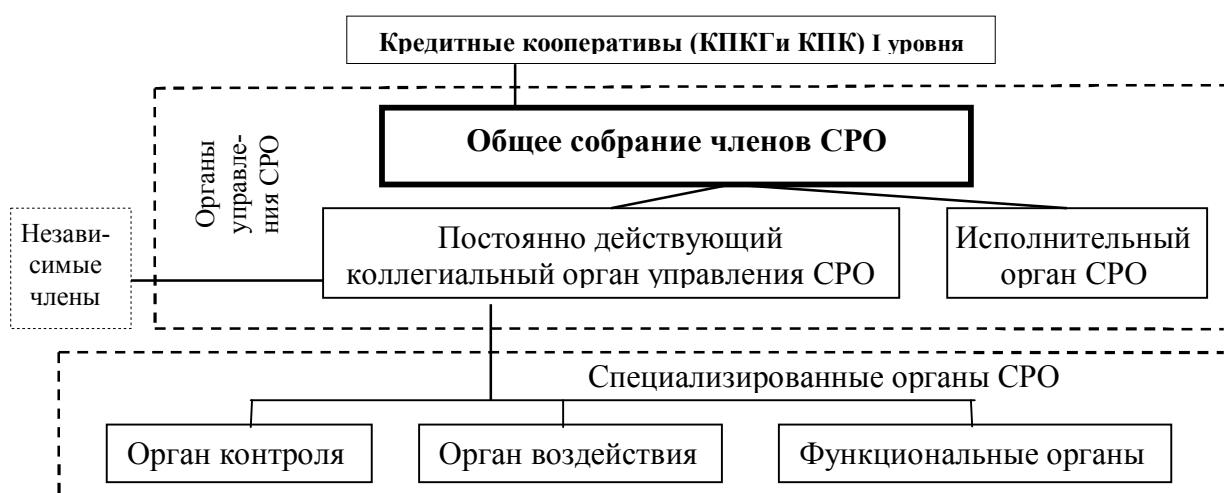 Кредитные кооперативы (КПКГи КПК) I уровня
Общее собрание членов СРО
Органы
управле-
ния СРО
Незави-
симые
члены
Постоянно действующий
коллегиальный орган управления СРО
Исполнительный
орган СРО
Специализированные органы СРО
Орган контроля
Орган воздействия
Функциональные органы